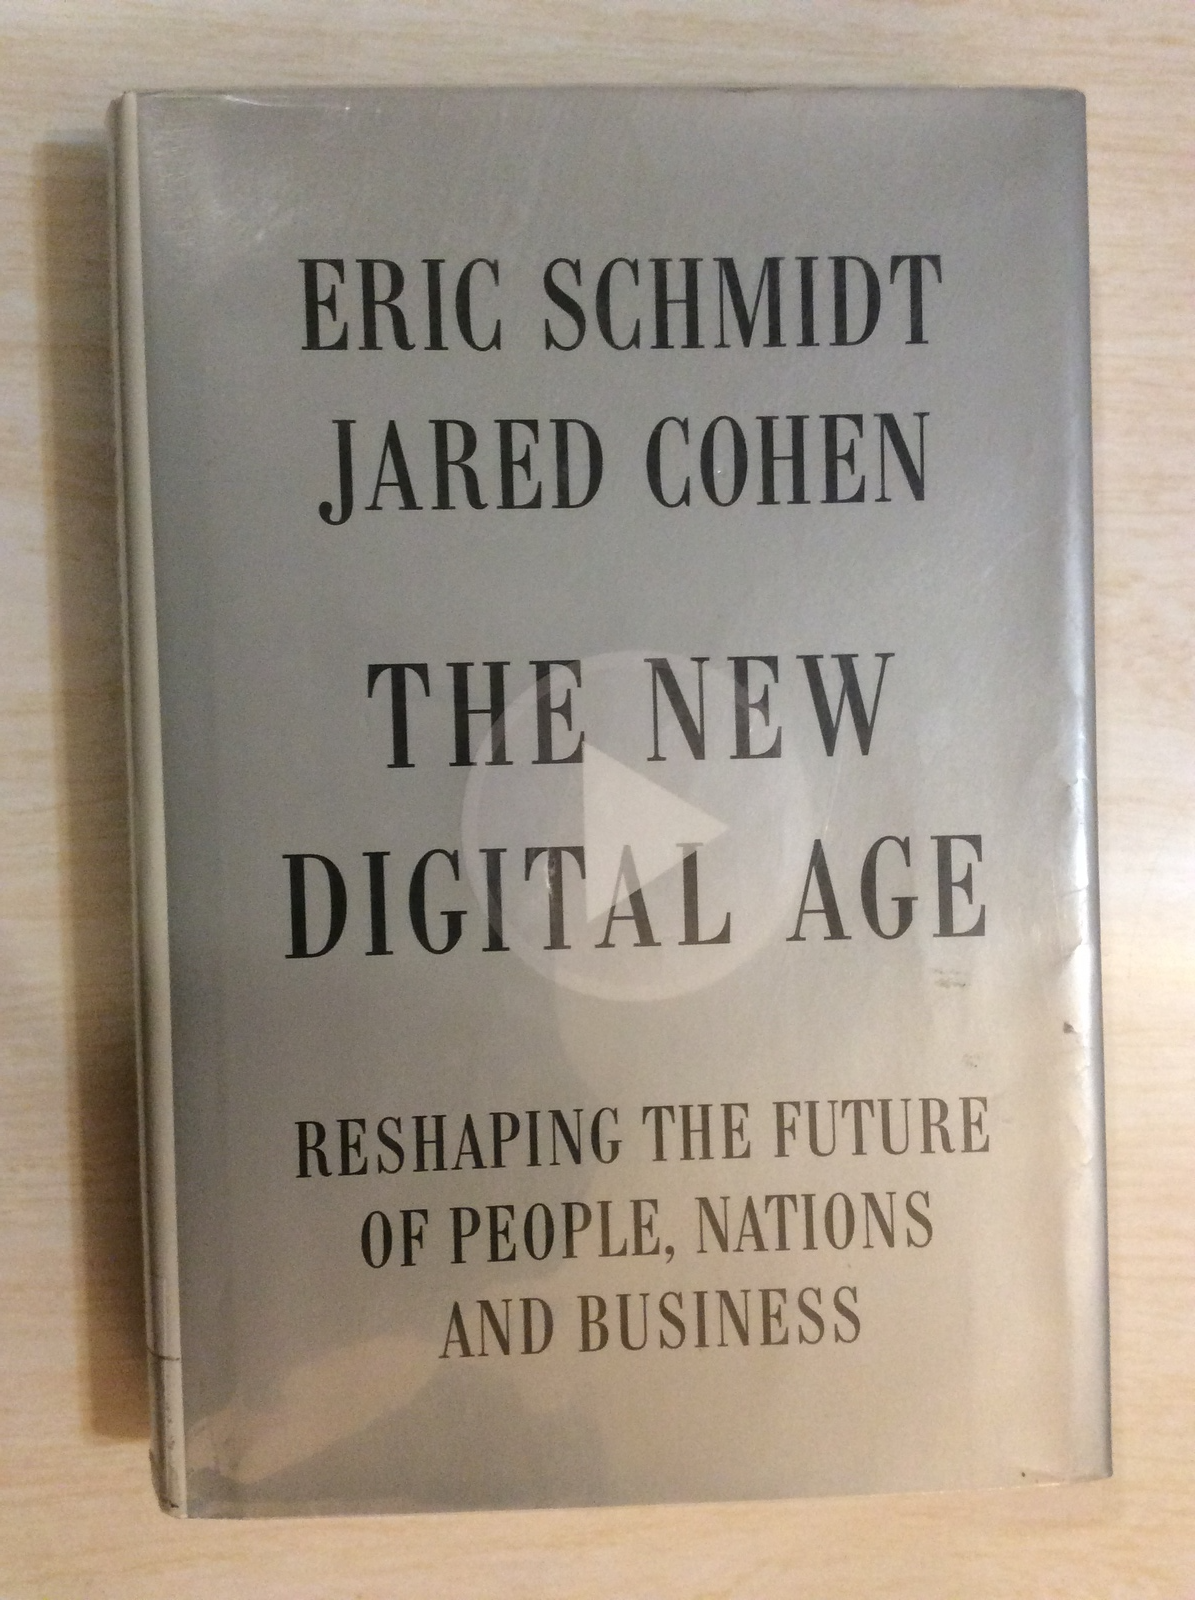 ERIC SCHMIDT
JARED COHEN
THE NEW
DIGITAL AGE
RESHAPING THE FUTURE
OF PEOPLE, NATIONS
AND BUSINESS